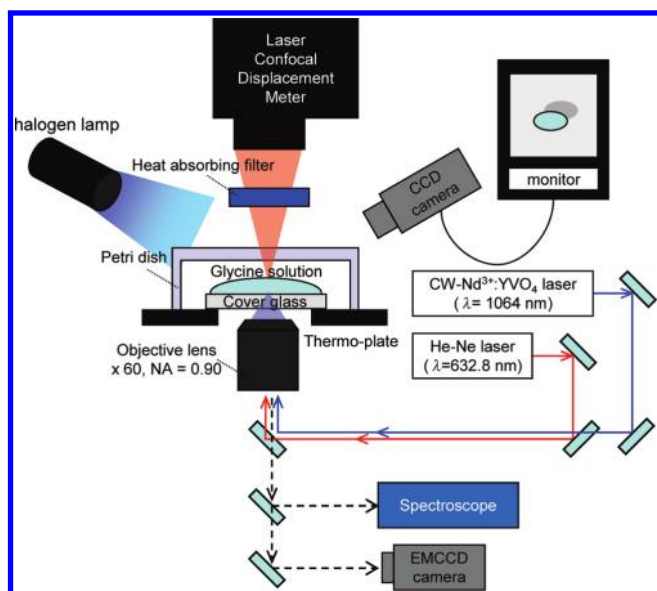 Laser
Confocal
Displacement
Meter
halogen lamp
Heat absorbing filter
CCD
camera
monitor
Petri dish
Glycine solution
Cover glass
CW-Nd³⁺:YVO₄ laser
(λ= 1064 nm)
Thermo-plate
Objective lens
x 60, NA = 0.90
He-Ne laser
(λ=632.8 nm)
Spectroscope
EMCCD
camera